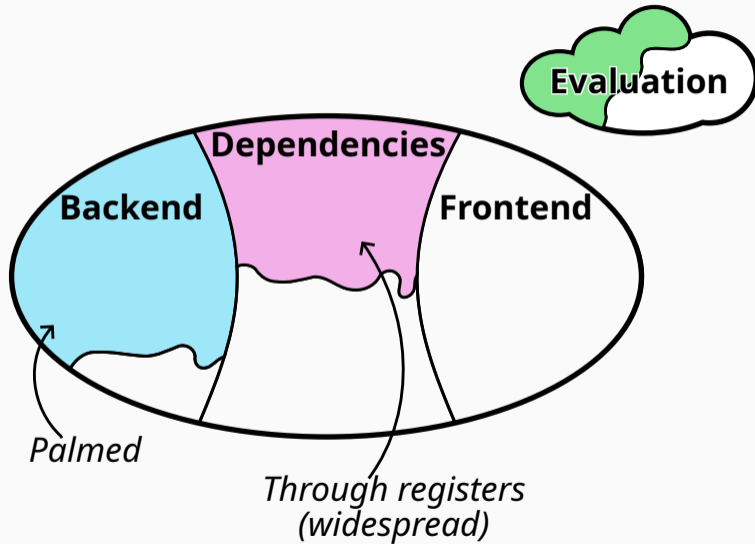 Evaluation
Dependencies
Backend
Frontend
Palmed
Through registers
(widespread)